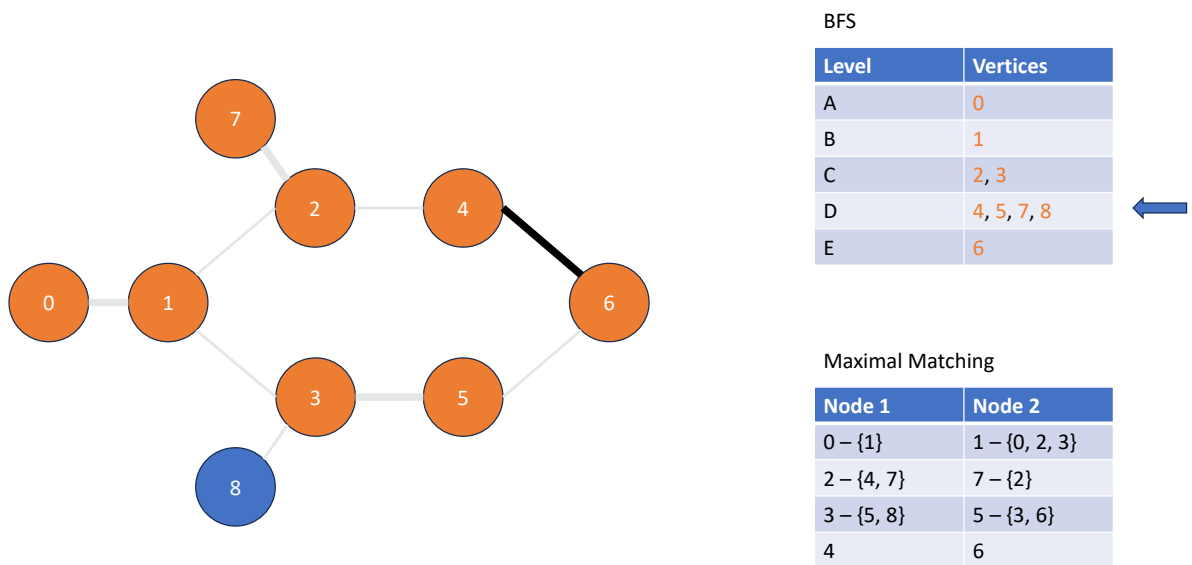 BFS
Level Vertices
A 0
B 1
C 2, 3
D 4, 5, 7, 8
E 6
7
2
4
0
1
6
3
5
8
Maximal Matching
Node 1 Node 2
0 – {1} 1 – {0, 2, 3}
2 – {4, 7} 7 – {2}
3 – {5, 8} 5 – {3, 6}
4 6